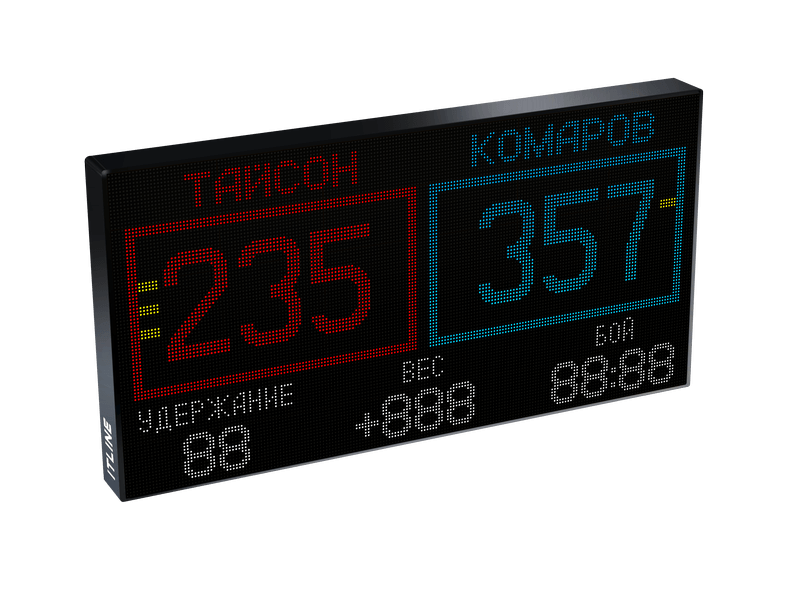 ТАЙСОН
КОМАРОВ
235
357
УДЕРЖАНИЕ
ВЕС
БОЙ
88
+888
88:88
ITLINE